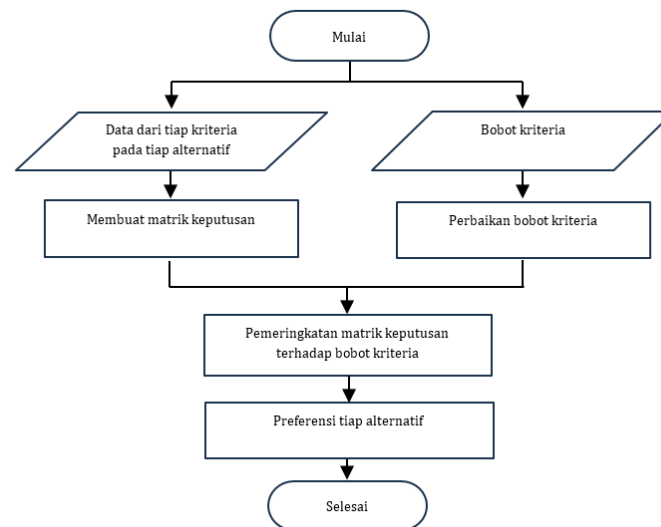 Mulai
Data dari tiap kriteria
pada tiap alternatif
Bobot kriteria
Membuat matrik keputusan
Perbaikan bobot kriteria
Pemeringkatan matrik keputusan
terhadap bobot kriteria
Preferensi tiap alternatif
Selesai